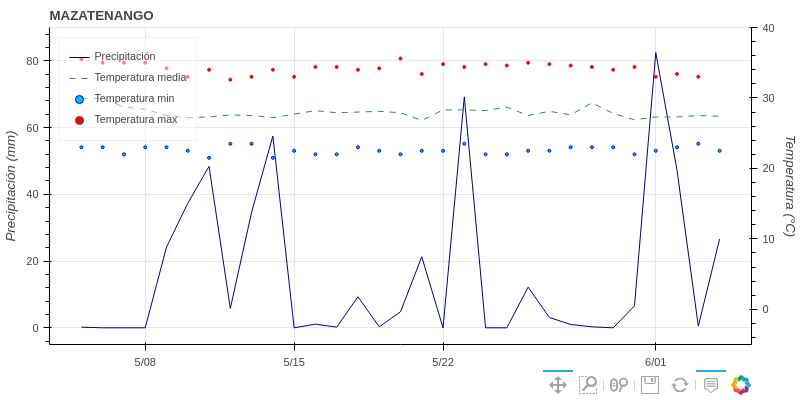 MAZATENANGO
Precipitación
Temperatura media
Temperatura min
Temperatura max
Precipitación (mm)
80
60
40
20
0
40
30
20
10
0
Temperatura (°C)
5/08
5/15
5/22
6/01